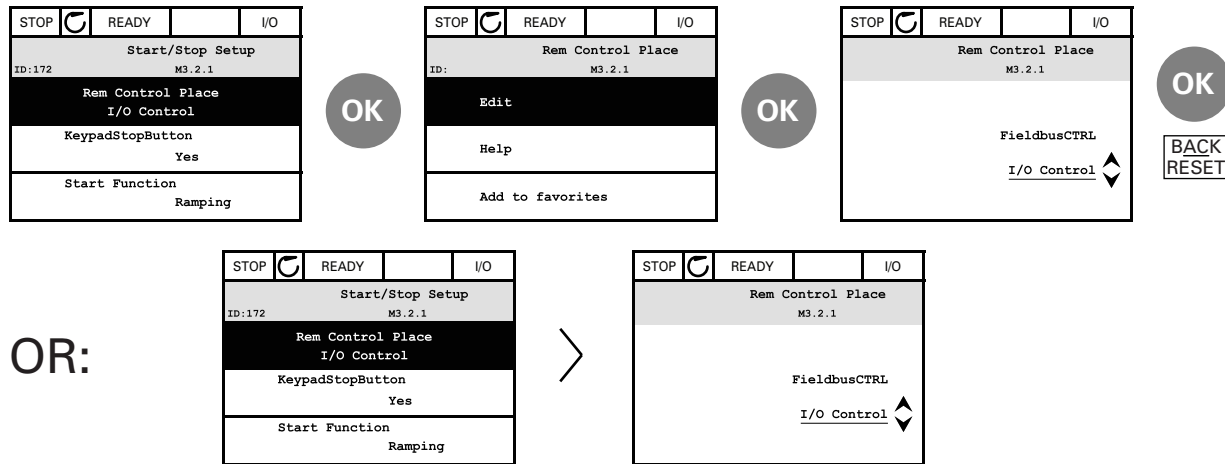 STOP READY I/O
Start/Stop Setup
ID:172 M3.2.1
Rem Control Place
I/O Control
KeypadStopButton
Yes
Start Function
Ramping
OK
STOP READY I/O
Rem Control Place
ID: M3.2.1
Edit
Help
Add to favorites
OK
STOP READY I/O
Rem Control Place
M3.2.1
FieldbusCTRL
I/O Control
OK
BACK
RESET
OR:
STOP READY I/O
Start/Stop Setup
ID:172 M3.2.1
Rem Control Place
I/O Control
KeypadStopButton
Yes
Start Function
Ramping
STOP READY I/O
Rem Control Place
M3.2.1
FieldbusCTRL
I/O Control